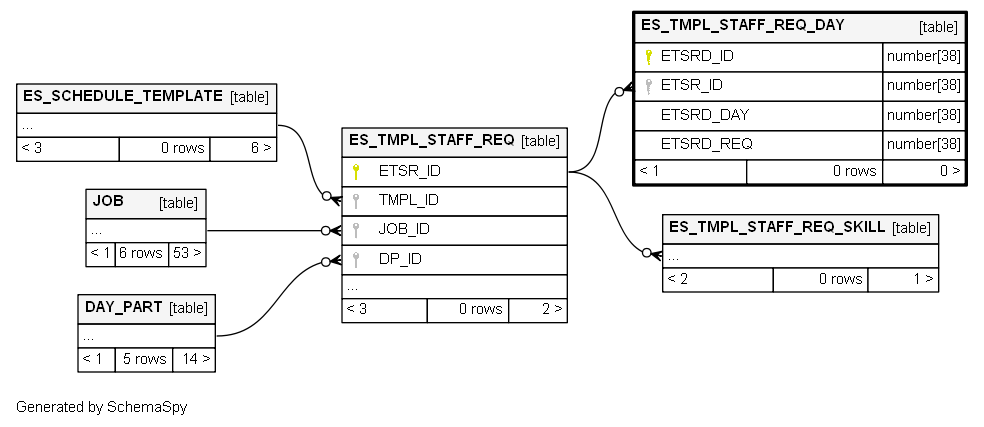 ES_SCHEDULE_TEMPLATE [table]
...
< 3 0 rows 6 >
JOB [table]
...
< 1 6 rows 53 >
DAY_PART [table]
...
< 1 5 rows 14 >
ES_TMPL_STAFF_REQ [table]
ETSR_ID
TMPL_ID
JOB_ID
DP_ID
...
< 3 0 rows 2 >
ES_TMPL_STAFF_REQ_DAY [table]
ETSRD_ID number[38]
ETSR_ID number[38]
ETSRD_DAY number[38]
ETSRD_REQ number[38]
< 1 0 rows 0 >
ES_TMPL_STAFF_REQ_SKILL [table]
...
< 2 0 rows 1 >
Generated by SchemaSpy